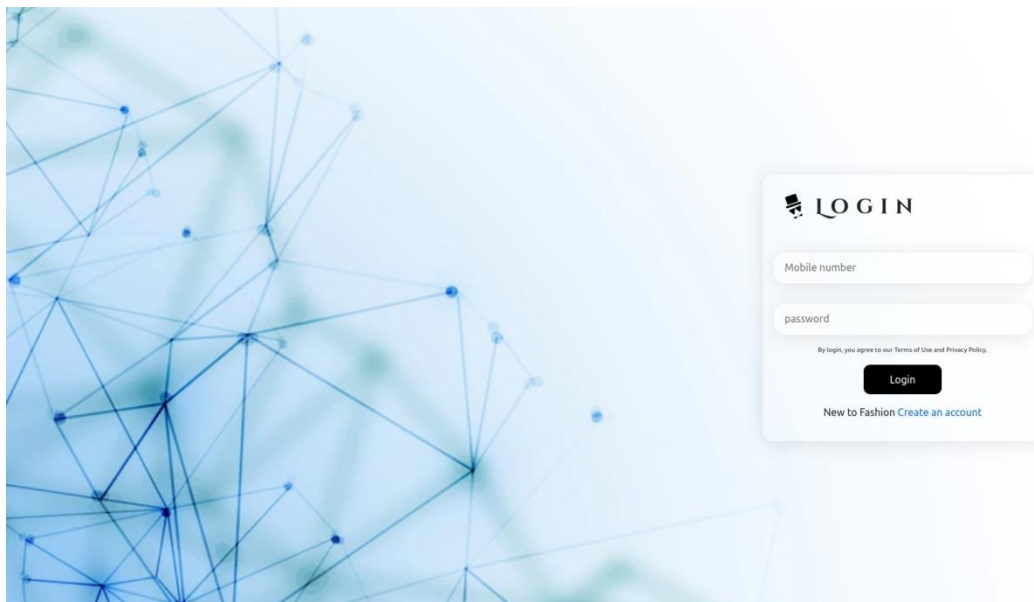 LOGIN
Mobile number
password
By login, you agree to our Terms of Use and Privacy Policy.
Login
New to Fashion Create an account